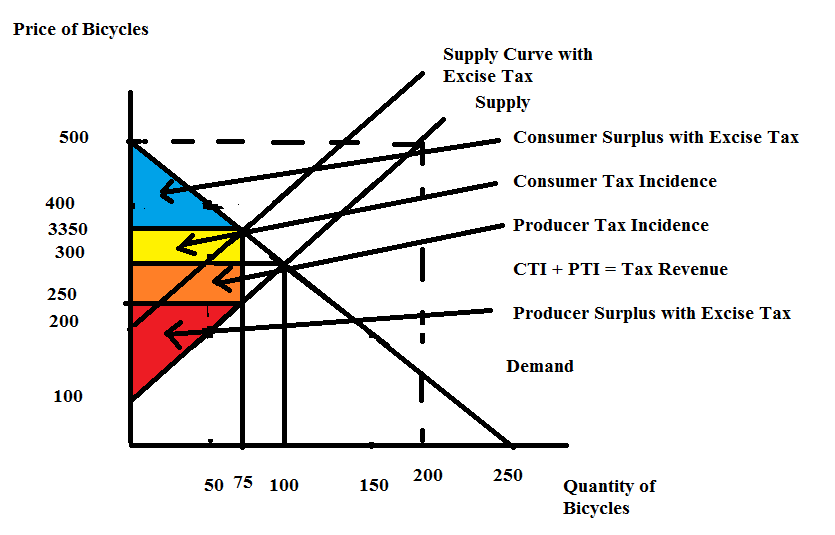 Price of Bicycles
Supply Curve with
Excise Tax
Supply
500
Consumer Surplus with Excise Tax
Consumer Tax Incidence
400
Producer Tax Incidence
3350
300
CTI + PTI = Tax Revenue
250
Producer Surplus with Excise Tax
200
Demand
100
50
75
100
150
200
250
Quantity of
Bicycles